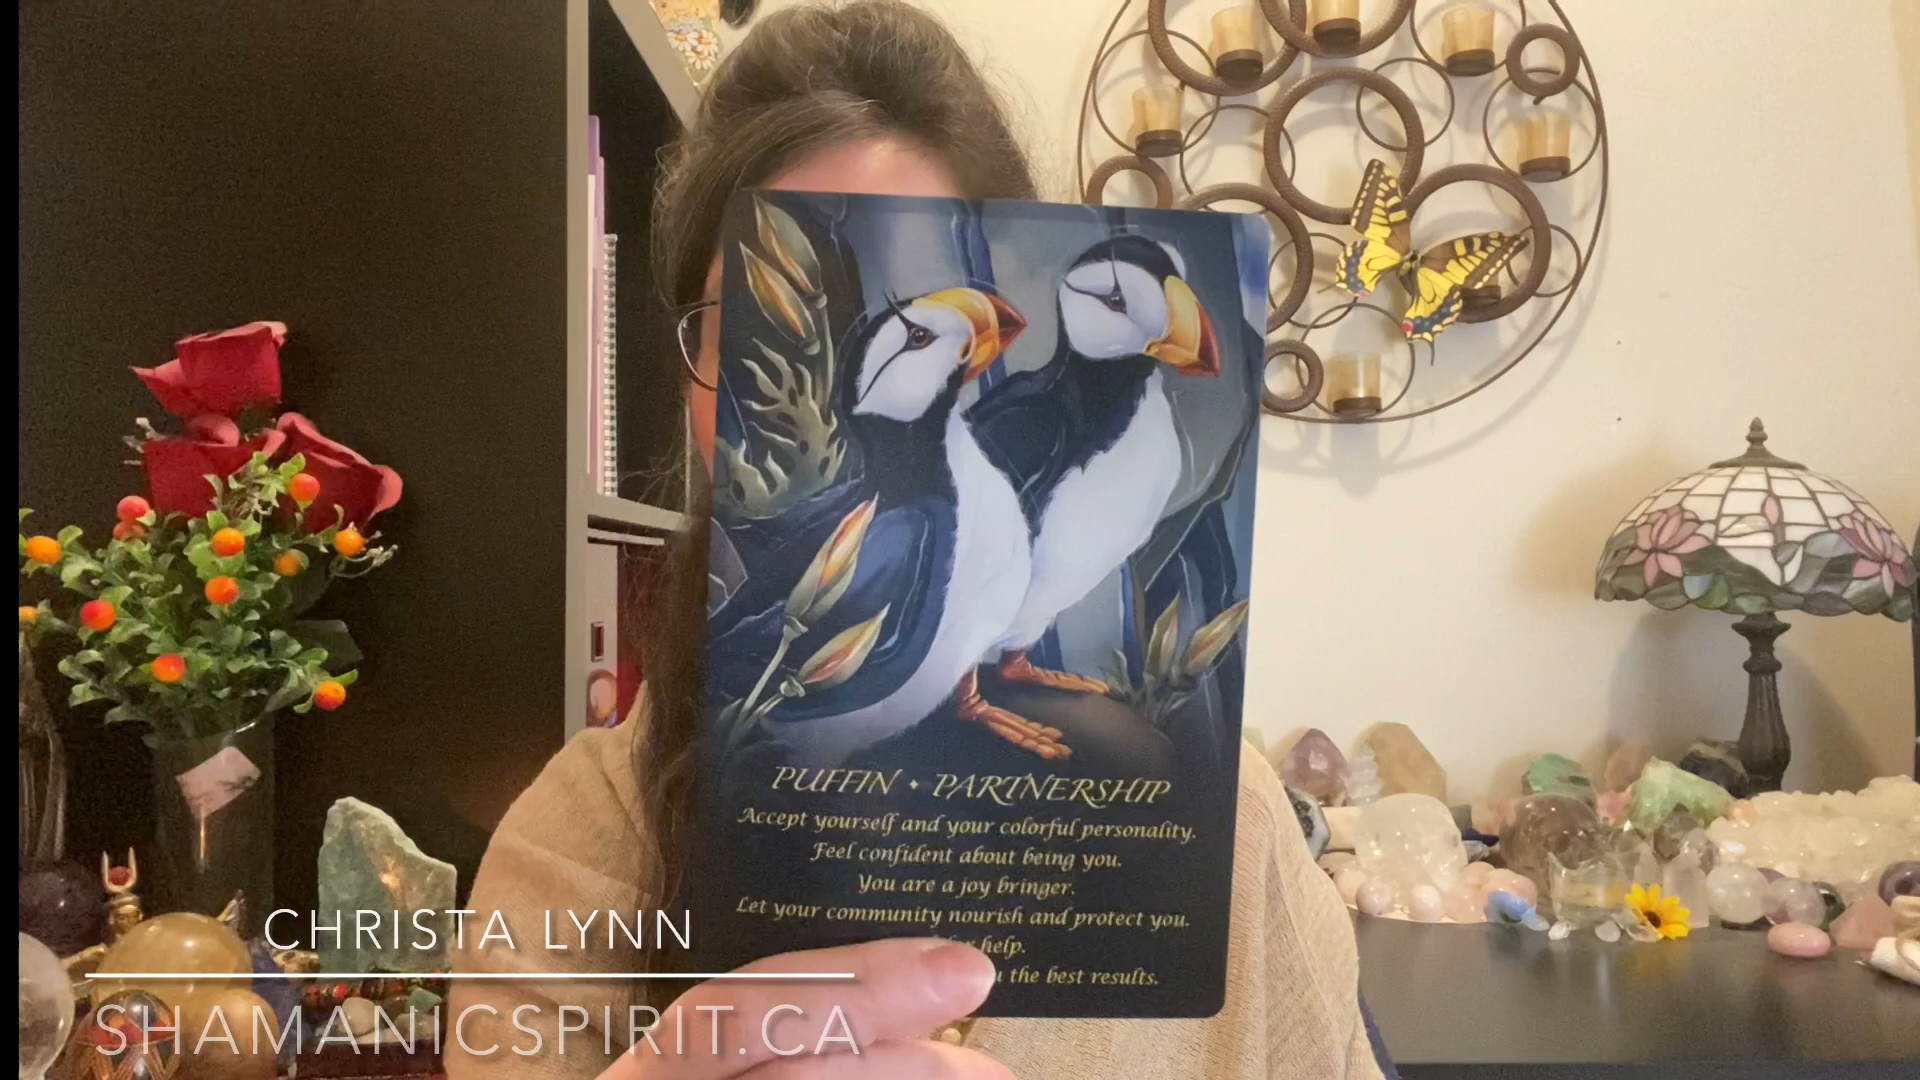 PUFFIN • PARTNERSHIP
Accept yourself and your colorful personality.
Feel confident about being you.
You are a joy bringer.
Let your community nourish and protect you.
help.
the best results.
CHRISTA LYNN
SHAMANICSPIRIT.CA